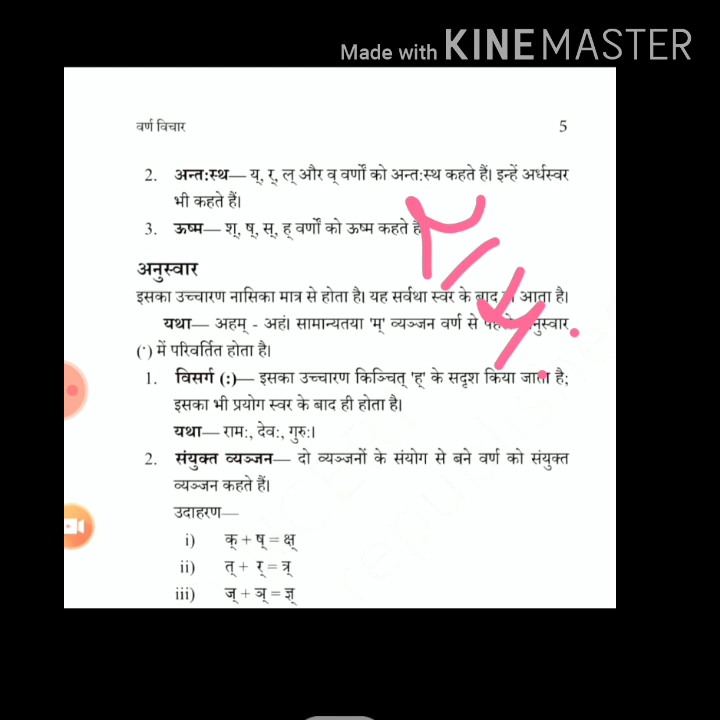 Made with KINEMASTER
वर्ण विचार 5
2. अन्त:स्थ— य्, र्, ल् और व् वर्णों को अन्त:स्थ कहते हैं। इन्हें अर्धस्वर
भी कहते हैं।
3. ऊष्म— श्, ष्, स्, ह् वर्णों को ऊष्म कहते हैं
अनुस्वार
इसका उच्चारण नासिका मात्र से होता है। यह सर्वथा स्वर के बाद आता है।
यथा— अहम् - अहं। सामान्यतया 'म्' व्यञ्जन वर्ण से पहले अनुस्वार
(ं) में परिवर्तित होता है।
1. विसर्ग (:)— इसका उच्चारण किञ्चित् 'ह्' के सदृश किया जाता है;
इसका भी प्रयोग स्वर के बाद ही होता है।
यथा— राम:, देव:, गुरु:।
2. संयुक्त व्यञ्जन— दो व्यञ्जनों के संयोग से बने वर्ण को संयुक्त
व्यञ्जन कहते हैं।
उदाहरण—
i) क् + ष् = क्ष्
ii) त् + र् = त्र्
iii) ज् + ञ् = ज्ञ्